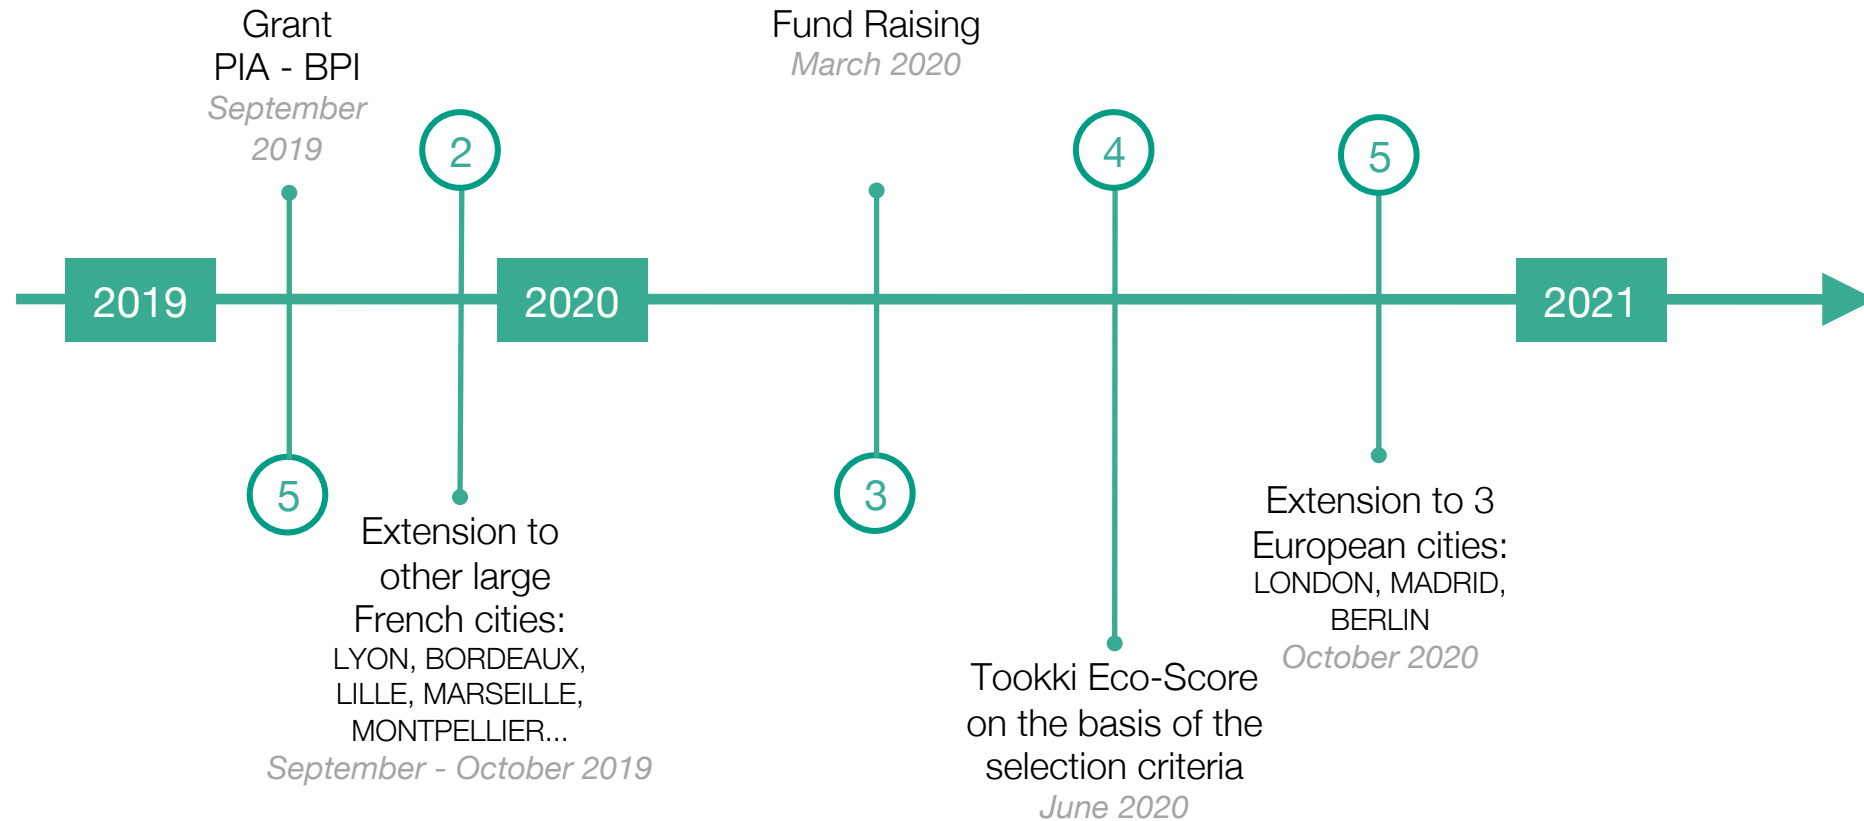 Grant
PIA - BPI
September
2019
Fund Raising
March 2020
2
4
5
2019
2020
2021
5
3
Extension to
other large
French cities:
LYON, BORDEAUX,
LILLE, MARSEILLE,
MONTPELLIER...
September - October 2019
Tookki Eco-Score
on the basis of the
selection criteria
June 2020
Extension to 3
European cities:
LONDON, MADRID,
BERLIN
October 2020